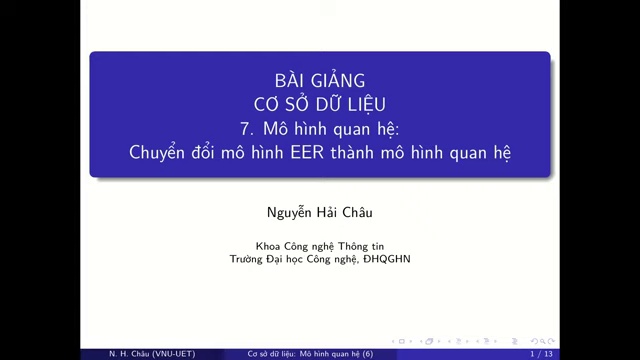 BÀI GIẢNG
CƠ SỞ DỮ LIỆU
7. Mô hình quan hệ:
Chuyển đổi mô hình EER thành mô hình quan hệ
Nguyễn Hải Châu
Khoa Công nghệ Thông tin
Trường Đại học Công nghệ, ĐHQGHN
N. H. Châu (VNU-UET) Cơ sở dữ liệu: Mô hình quan hệ (6) 1 / 13